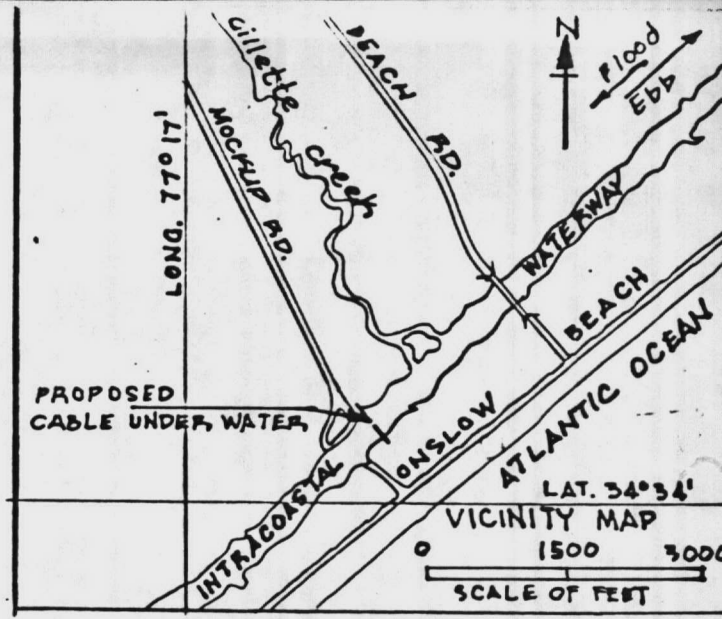 Gillette Creek
BEACH RD.
N
Flood
Ebb
LONG. 77° 17'
MOCKUP RD.
INTRACOASTAL WATERWAY
ONSLOW BEACH
ATLANTIC OCEAN
PROPOSED
CABLE UNDER WATER
LAT. 34° 34'
VICINITY MAP
0 1500 3000
SCALE OF FEET